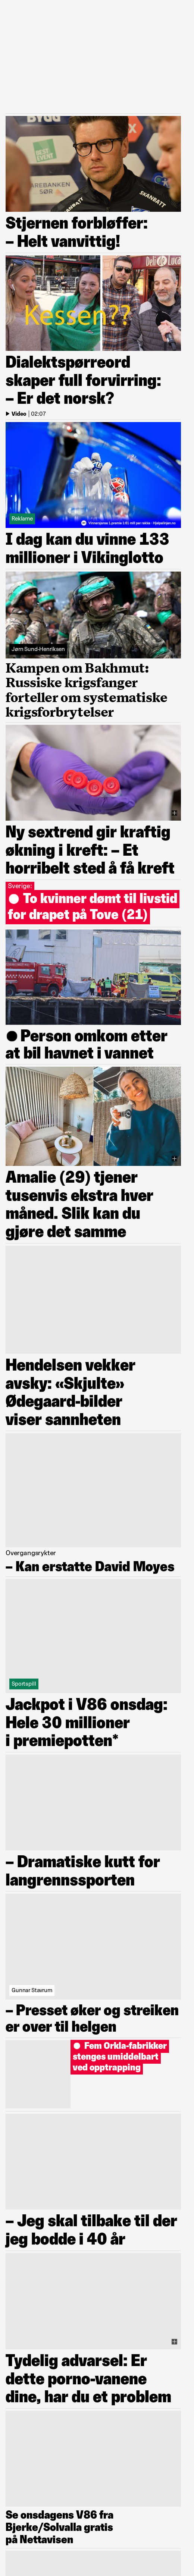 BYGG
X
SKANBATT
REBANKEN
SØR
SKANBATT
Stjernen forbløffer:
– Helt vanvittig!
Kessen??
Dialektspørreord
skaper full forvirring:
– Er det norsk?
Video | 02:07
Reklame
I dag kan du vinne 133
millioner i Vikinglotto
Jørn Sund-Henriksen
Kampen om Bakhmut:
Russiske krigsfanger
forteller om systematiske
krigsforbrytelser
Ny sextrend gir kraftig
økning i kreft: – Et
horribelt sted å få kreft
Sverige:
To kvinner dømt til livstid
for drapet på Tove (21)
Person omkom etter
at bil havnet i vannet
Amalie (29) tjener
tusenvis ekstra hver
måned. Slik kan du
gjøre det samme
Hendelsen vekker
avsky: «Skjulte»
Ødegaard-bilder
viser sannheten
Overgangsrykter
– Kan erstatte David Moyes
Sportspill
Jackpot i V86 onsdag:
Hele 30 millioner
i premiepotten*
– Dramatiske kutt for
langrennssporten
Gunnar Stavrum
– Presset øker og streiken
er over til helgen
Fem Orkla-fabrikker
stenges umiddelbart
ved opptrapping
– Jeg skal tilbake til der
jeg bodde i 40 år
Tydelig advarsel: Er
dette porno-vanene
dine, har du et problem
Se onsdagens V86 fra
Bjerke/Solvalla gratis
på Nettavisen